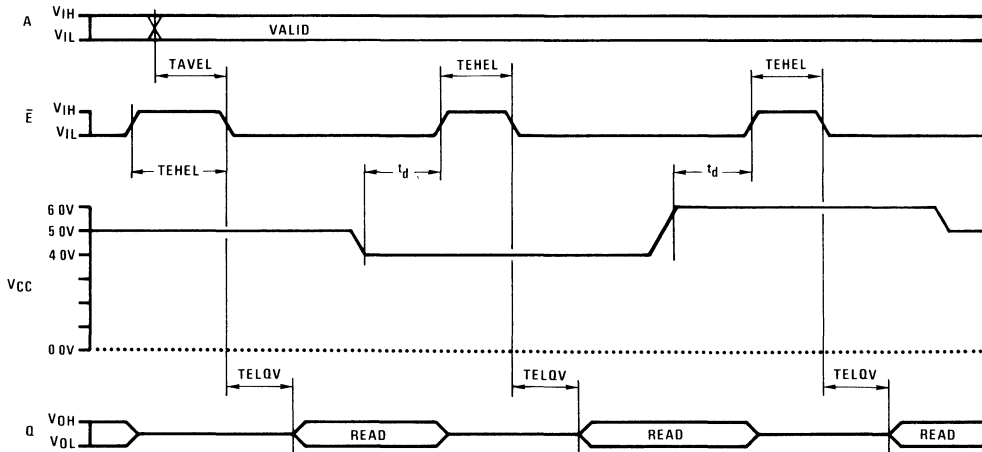 A
VIH
VIL
VALID
TAVEL
TEHEL
TEHEL
Ē
VIH
VIL
TEHEL
td
td
6 0V
5 0V
4 0V
VCC
0 0V
TELQV
TELQV
TELQV
Q
VOH
VOL
READ
READ
READ